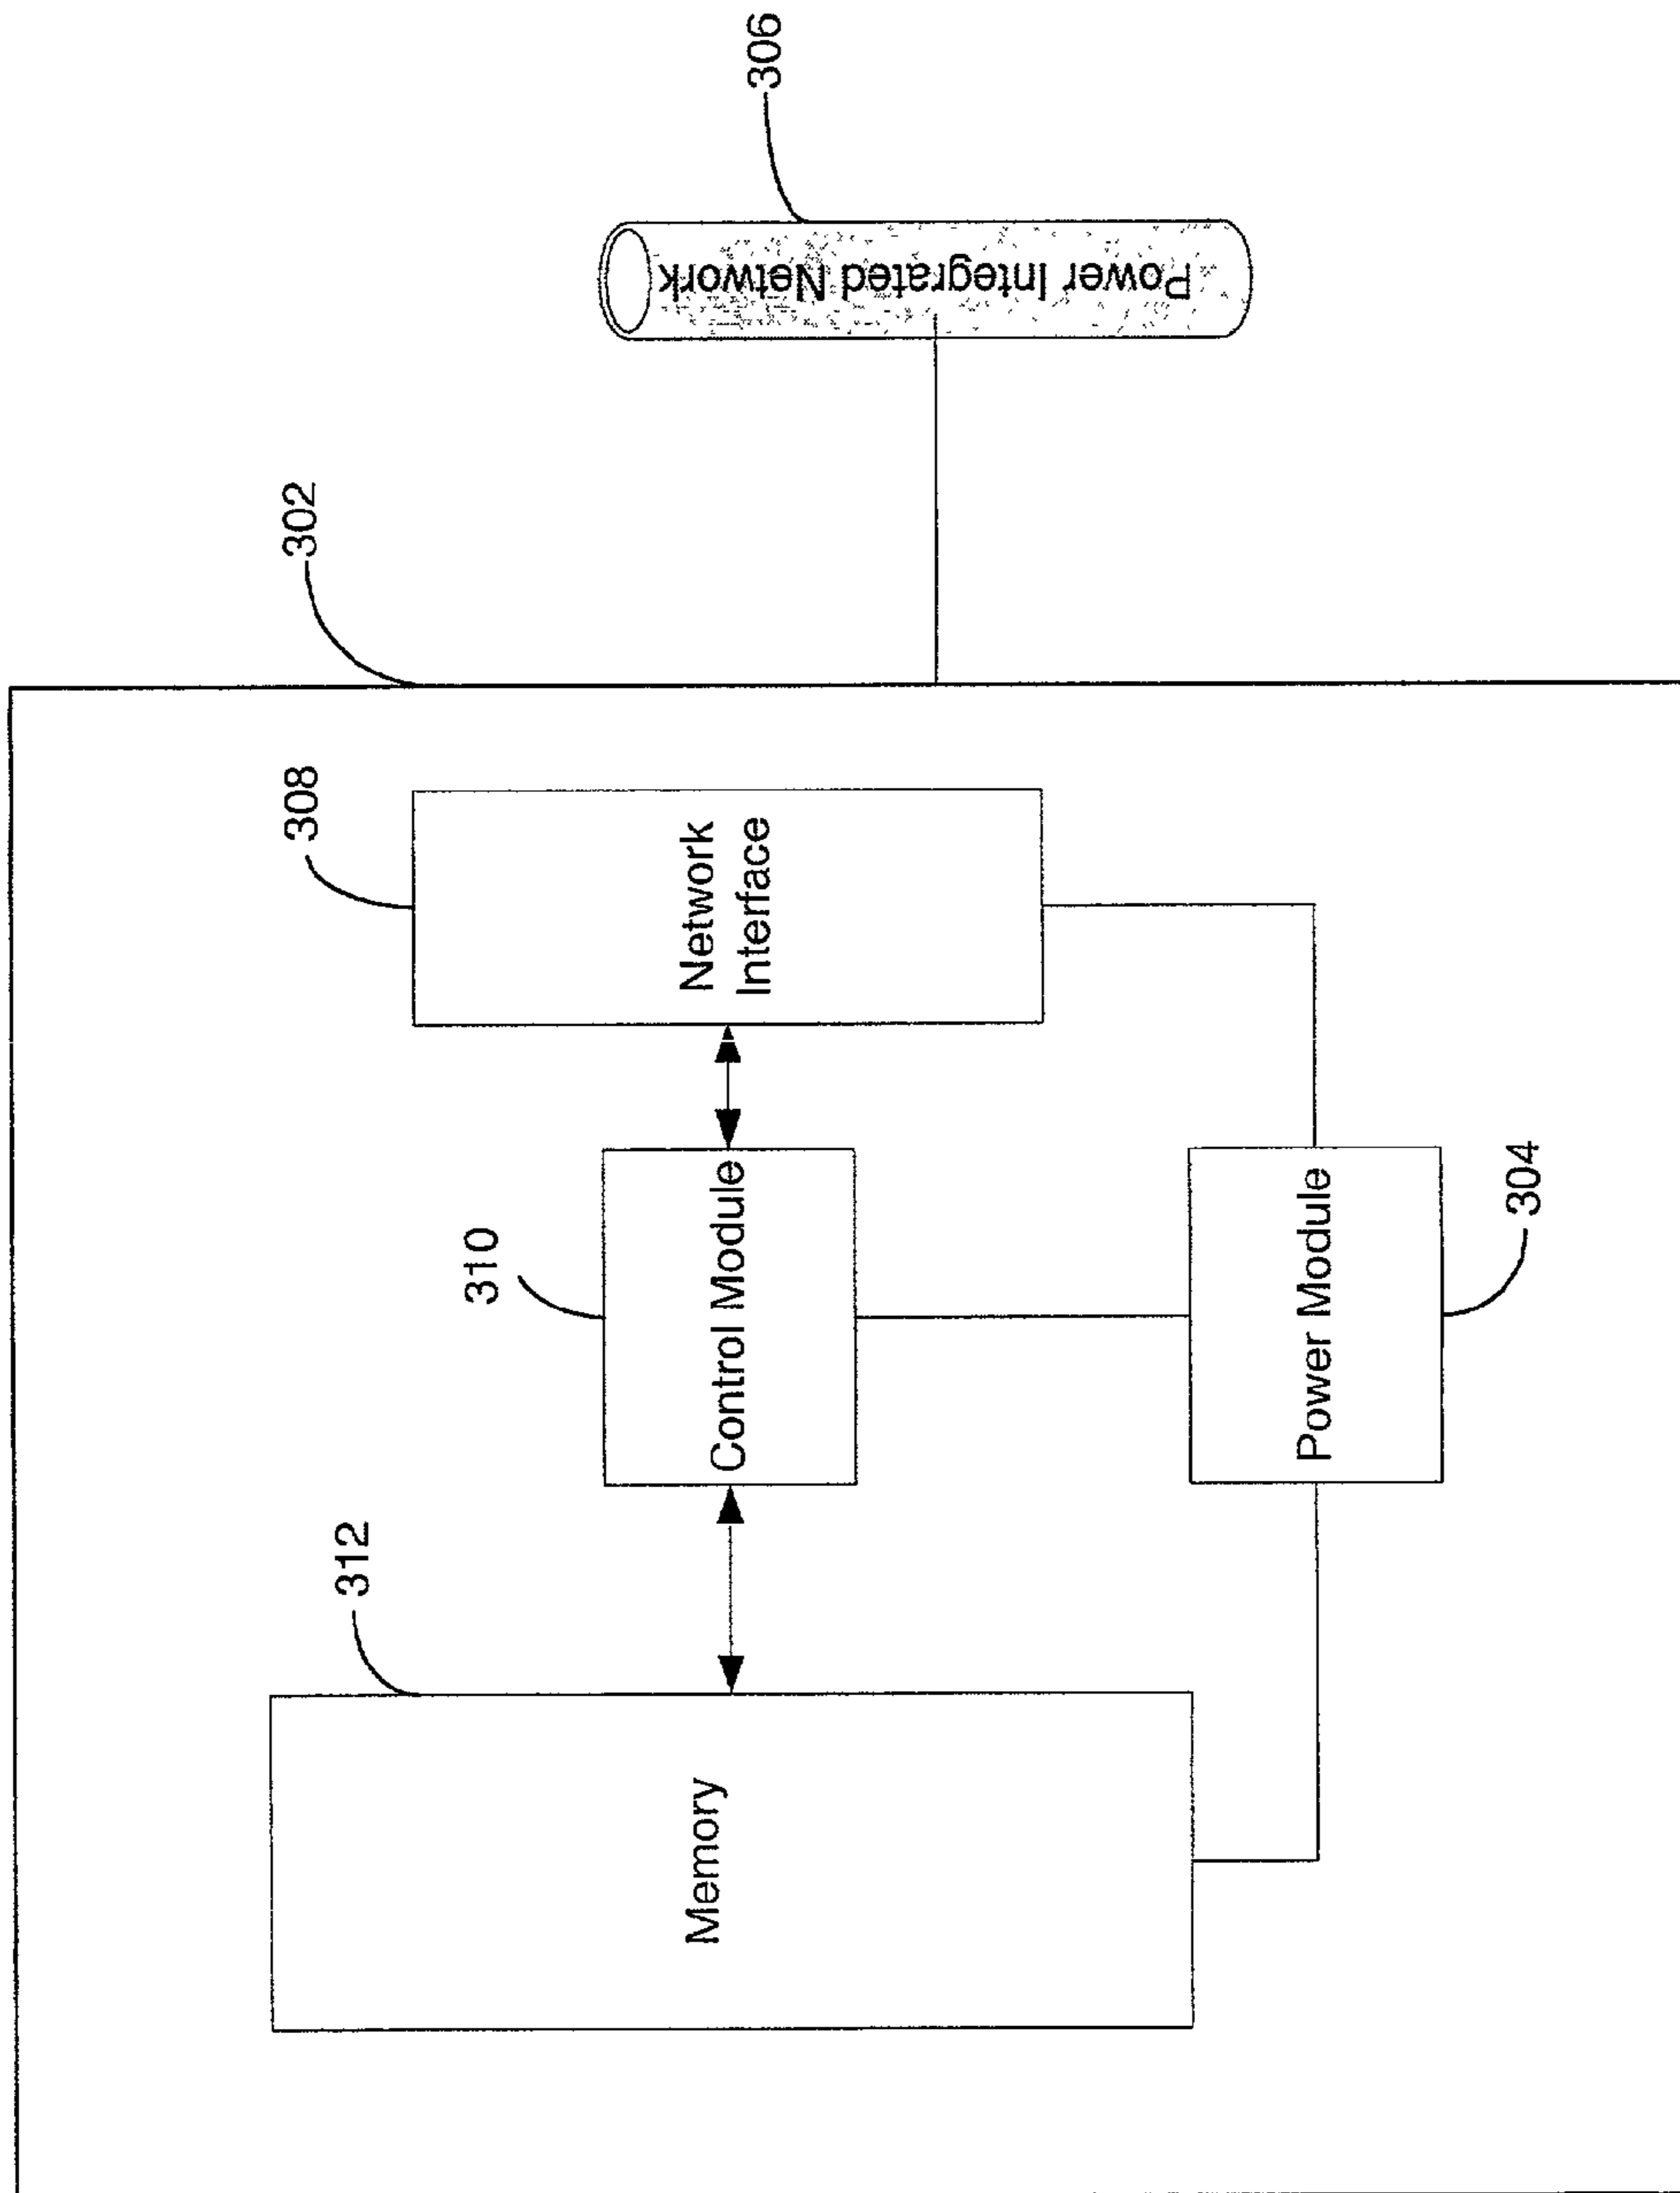 312
Memory
310
Control Module
304
Power Module
308
Network
Interface
302
306
Power Integrated Network